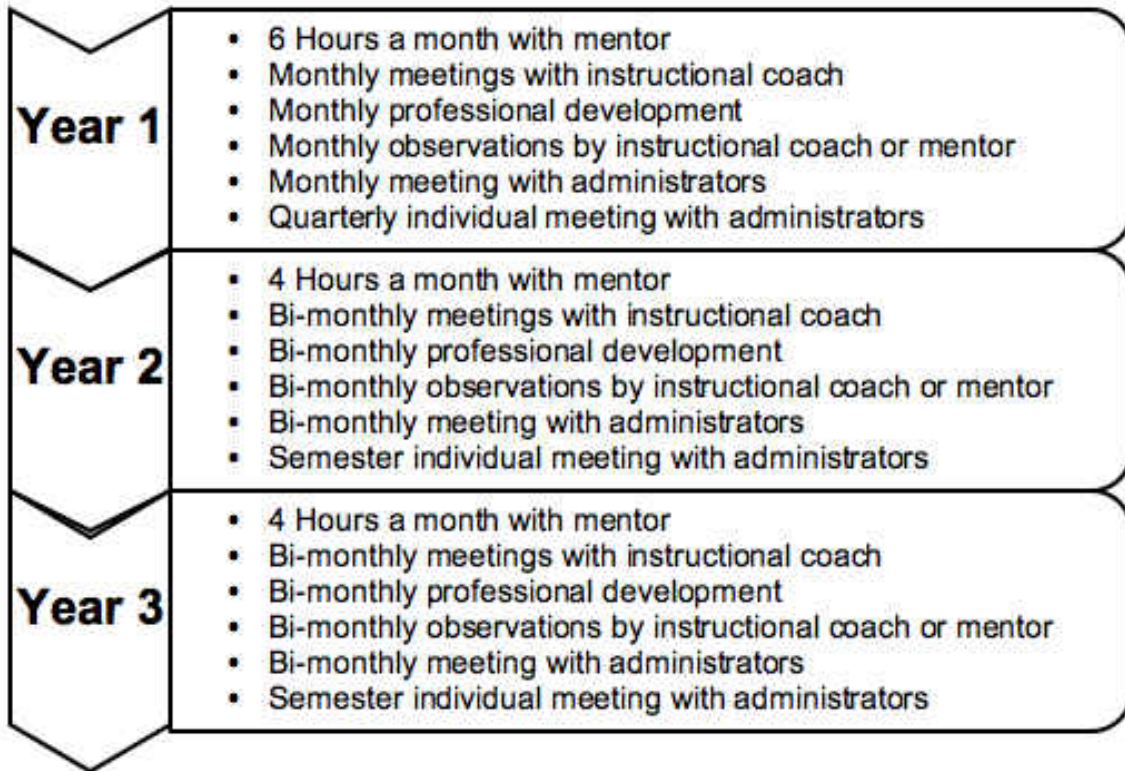 Year 1
• 6 Hours a month with mentor
• Monthly meetings with instructional coach
• Monthly professional development
• Monthly observations by instructional coach or mentor
• Monthly meeting with administrators
• Quarterly individual meeting with administrators
Year 2
• 4 Hours a month with mentor
• Bi-monthly meetings with instructional coach
• Bi-monthly professional development
• Bi-monthly observations by instructional coach or mentor
• Bi-monthly meeting with administrators
• Semester individual meeting with administrators
Year 3
• 4 Hours a month with mentor
• Bi-monthly meetings with instructional coach
• Bi-monthly professional development
• Bi-monthly observations by instructional coach or mentor
• Bi-monthly meeting with administrators
• Semester individual meeting with administrators